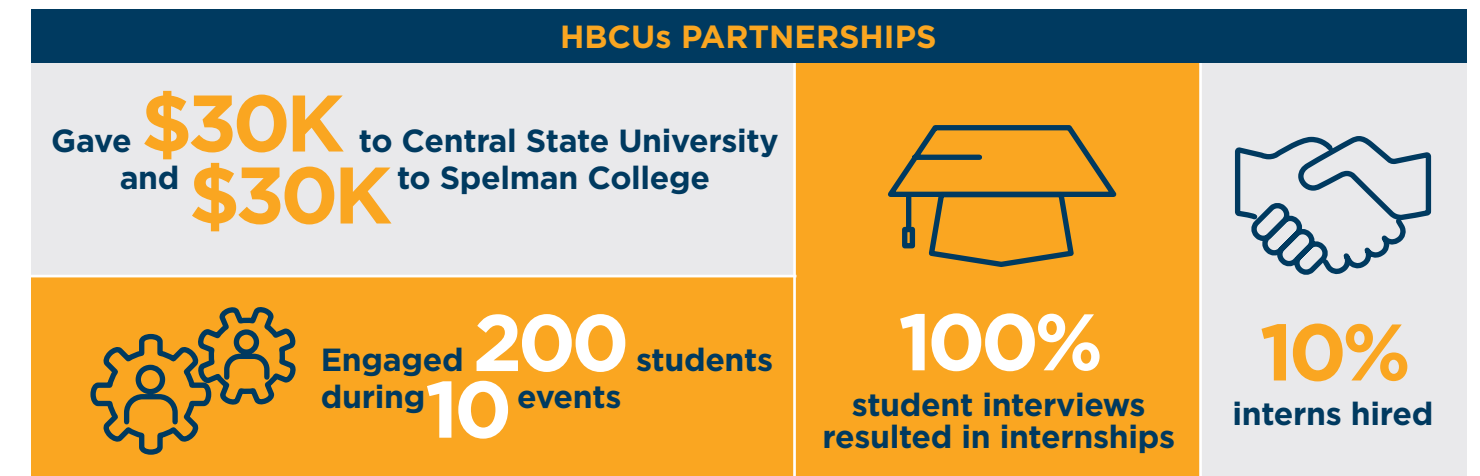 HBCUs PARTNERSHIPS
Gave $30K to Central State University
and $30K to Spelman College
Engaged 200 students
during 10 events
100%
student interviews
resulted in internships
10%
interns hired